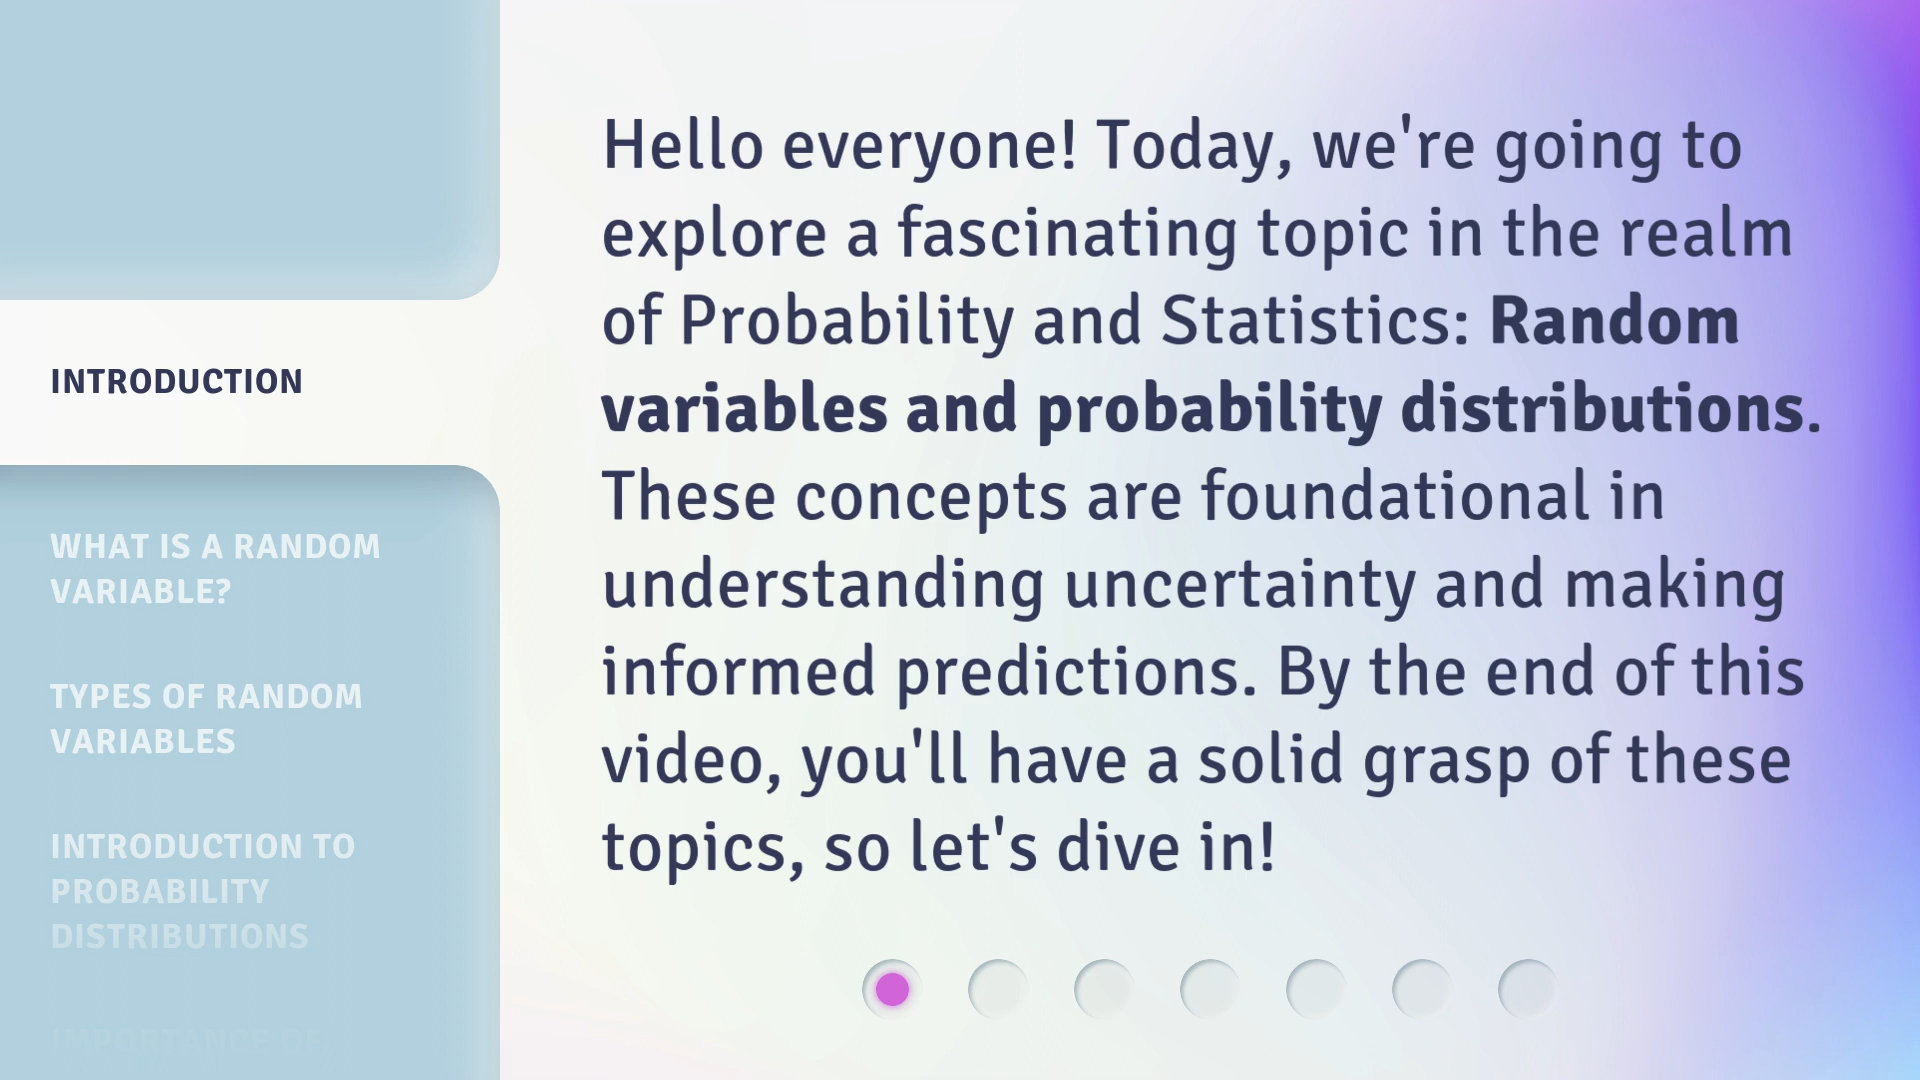 INTRODUCTION
WHAT IS A RANDOM
VARIABLE?
TYPES OF RANDOM
VARIABLES
INTRODUCTION TO
PROBABILITY
DISTRIBUTIONS
IMPORTANCE OF
Hello everyone! Today, we're going to
explore a fascinating topic in the realm
of Probability and Statistics: Random
variables and probability distributions.
These concepts are foundational in
understanding uncertainty and making
informed predictions. By the end of this
video, you'll have a solid grasp of these
topics, so let's dive in!